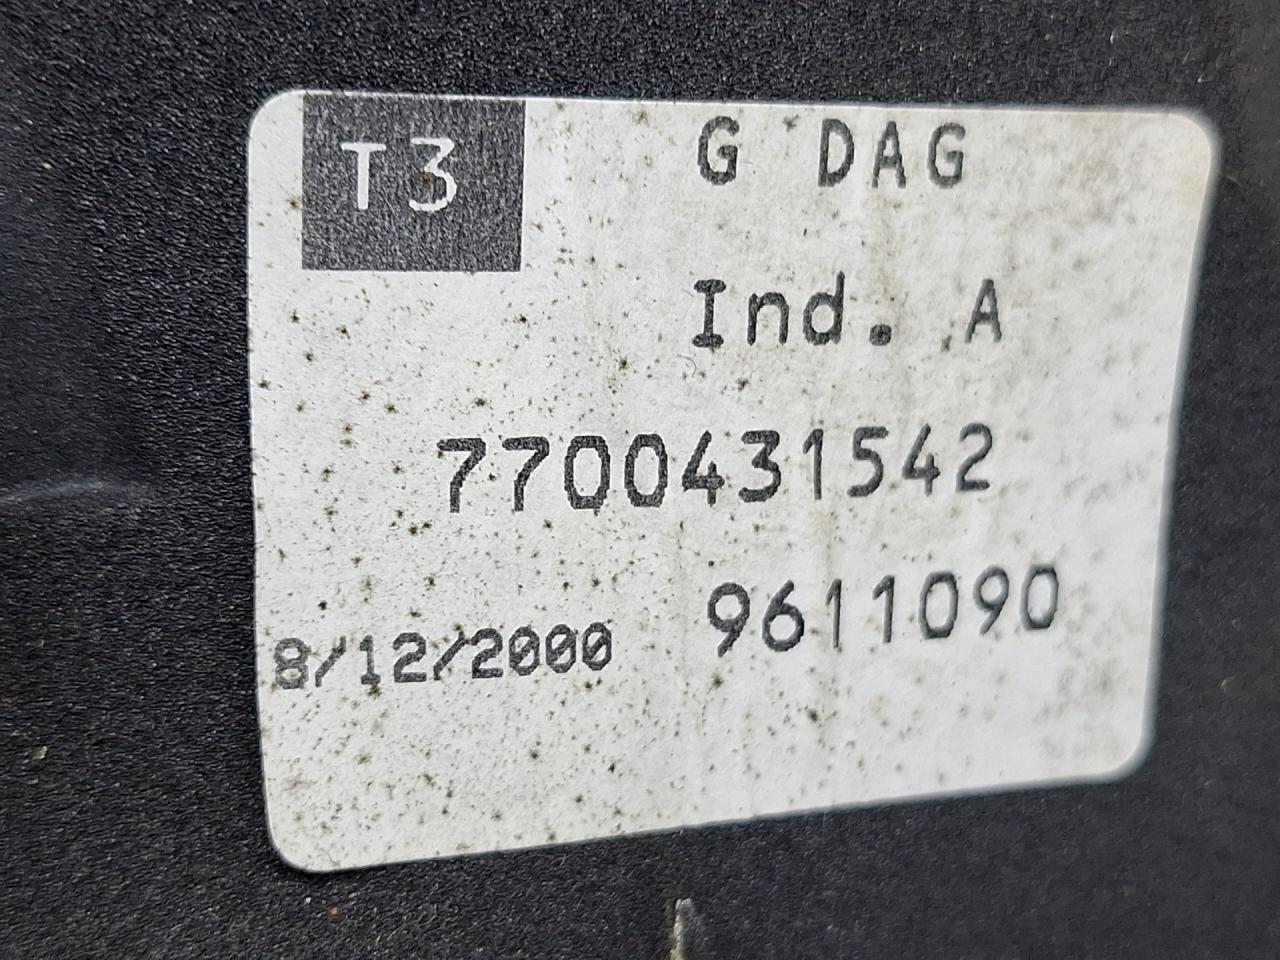 T3
G DAG
Ind. A
7700431542
8/12/2000 9611090